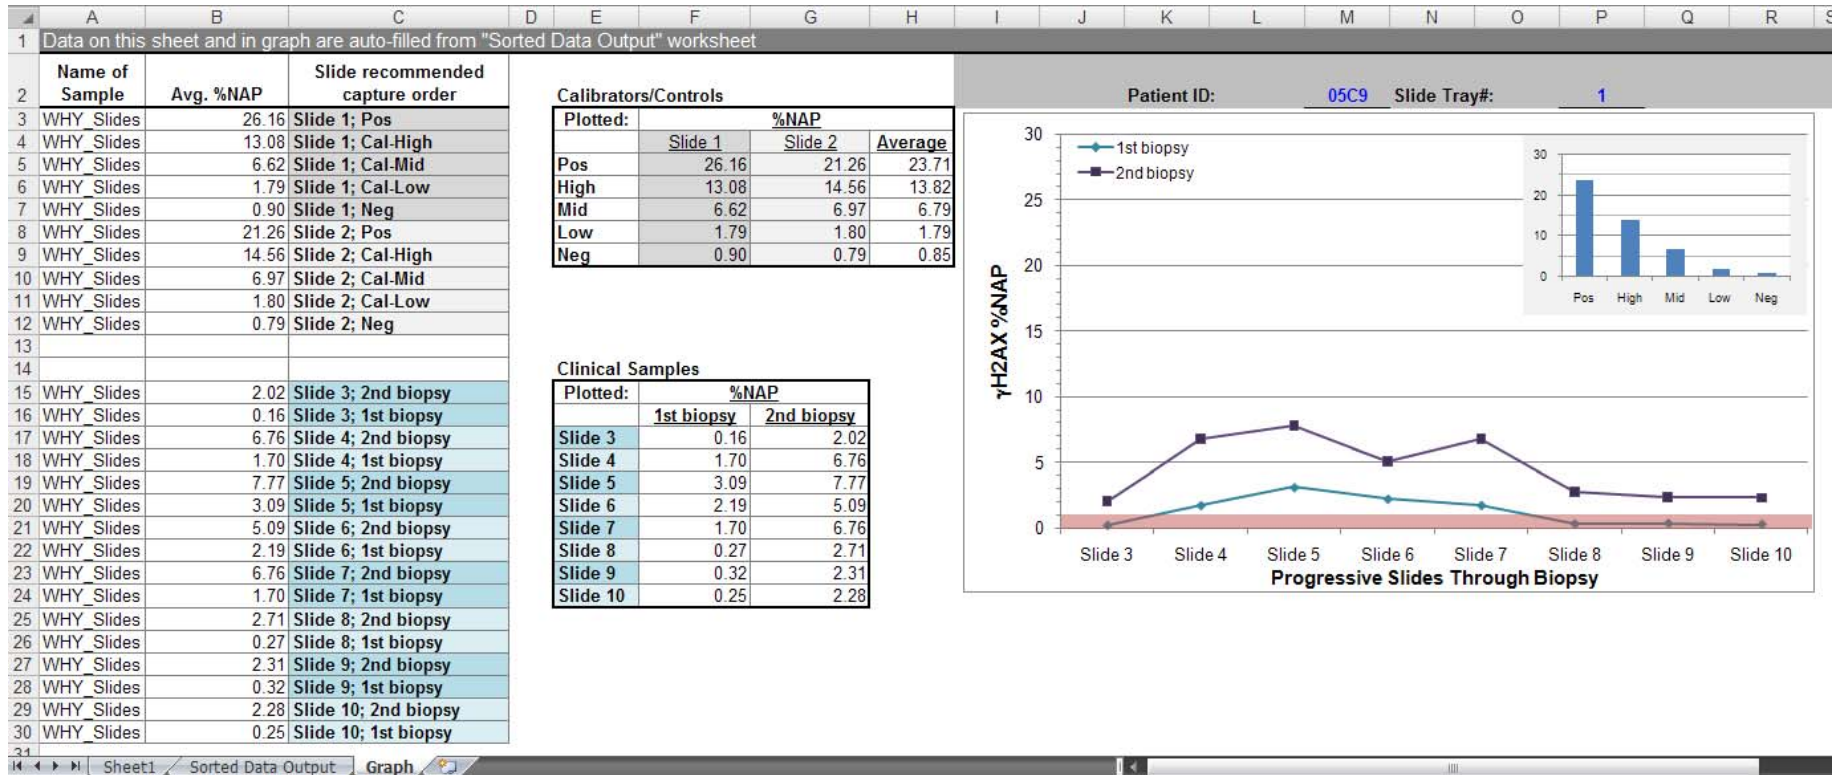 A B C D E F G H I J K L M N O P Q R S
1 Data on this sheet and in graph are auto-filled from "Sorted Data Output" worksheet
2 Name of Sample Avg. %NAP Slide recommended capture order
3 WHY_Slides 26.16 Slide 1; Pos
4 WHY_Slides 13.08 Slide 1; Cal-High
5 WHY_Slides 6.62 Slide 1; Cal-Mid
6 WHY_Slides 1.79 Slide 1; Cal-Low
7 WHY_Slides 0.90 Slide 1; Neg
8 WHY_Slides 21.26 Slide 2; Pos
9 WHY_Slides 14.56 Slide 2; Cal-High
10 WHY_Slides 6.97 Slide 2; Cal-Mid
11 WHY_Slides 1.80 Slide 2; Cal-Low
12 WHY_Slides 0.79 Slide 2; Neg
13
14
15 WHY_Slides 2.02 Slide 3; 2nd biopsy
16 WHY_Slides 0.16 Slide 3; 1st biopsy
17 WHY_Slides 6.76 Slide 4; 2nd biopsy
18 WHY_Slides 1.70 Slide 4; 1st biopsy
19 WHY_Slides 7.77 Slide 5; 2nd biopsy
20 WHY_Slides 3.09 Slide 5; 1st biopsy
21 WHY_Slides 5.09 Slide 6; 2nd biopsy
22 WHY_Slides 2.19 Slide 6; 1st biopsy
23 WHY_Slides 6.76 Slide 7; 2nd biopsy
24 WHY_Slides 1.70 Slide 7; 1st biopsy
25 WHY_Slides 2.71 Slide 8; 2nd biopsy
26 WHY_Slides 0.27 Slide 8; 1st biopsy
27 WHY_Slides 2.31 Slide 9; 2nd biopsy
28 WHY_Slides 0.32 Slide 9; 1st biopsy
29 WHY_Slides 2.28 Slide 10; 2nd biopsy
30 WHY_Slides 0.25 Slide 10; 1st biopsy
31
Calibrators/Controls
Plotted: %NAP
Slide 1 Slide 2 Average
Pos 26.16 21.26 23.71
High 13.08 14.56 13.82
Mid 6.62 6.97 6.79
Low 1.79 1.80 1.79
Neg 0.90 0.79 0.85
Clinical Samples
Plotted: %NAP
1st biopsy 2nd biopsy
Slide 3 0.16 2.02
Slide 4 1.70 6.76
Slide 5 3.09 7.77
Slide 6 2.19 5.09
Slide 7 1.70 6.76
Slide 8 0.27 2.71
Slide 9 0.32 2.31
Slide 10 0.25 2.28
Patient ID: 05C9 Slide Tray#: 1
1st biopsy
2nd biopsy
γH2AX %NAP
30
25
20
15
10
5
0
Slide 3 Slide 4 Slide 5 Slide 6 Slide 7 Slide 8 Slide 9 Slide 10
Progressive Slides Through Biopsy
30
20
10
0
Pos High Mid Low Neg
Sheet1 Sorted Data Output Graph